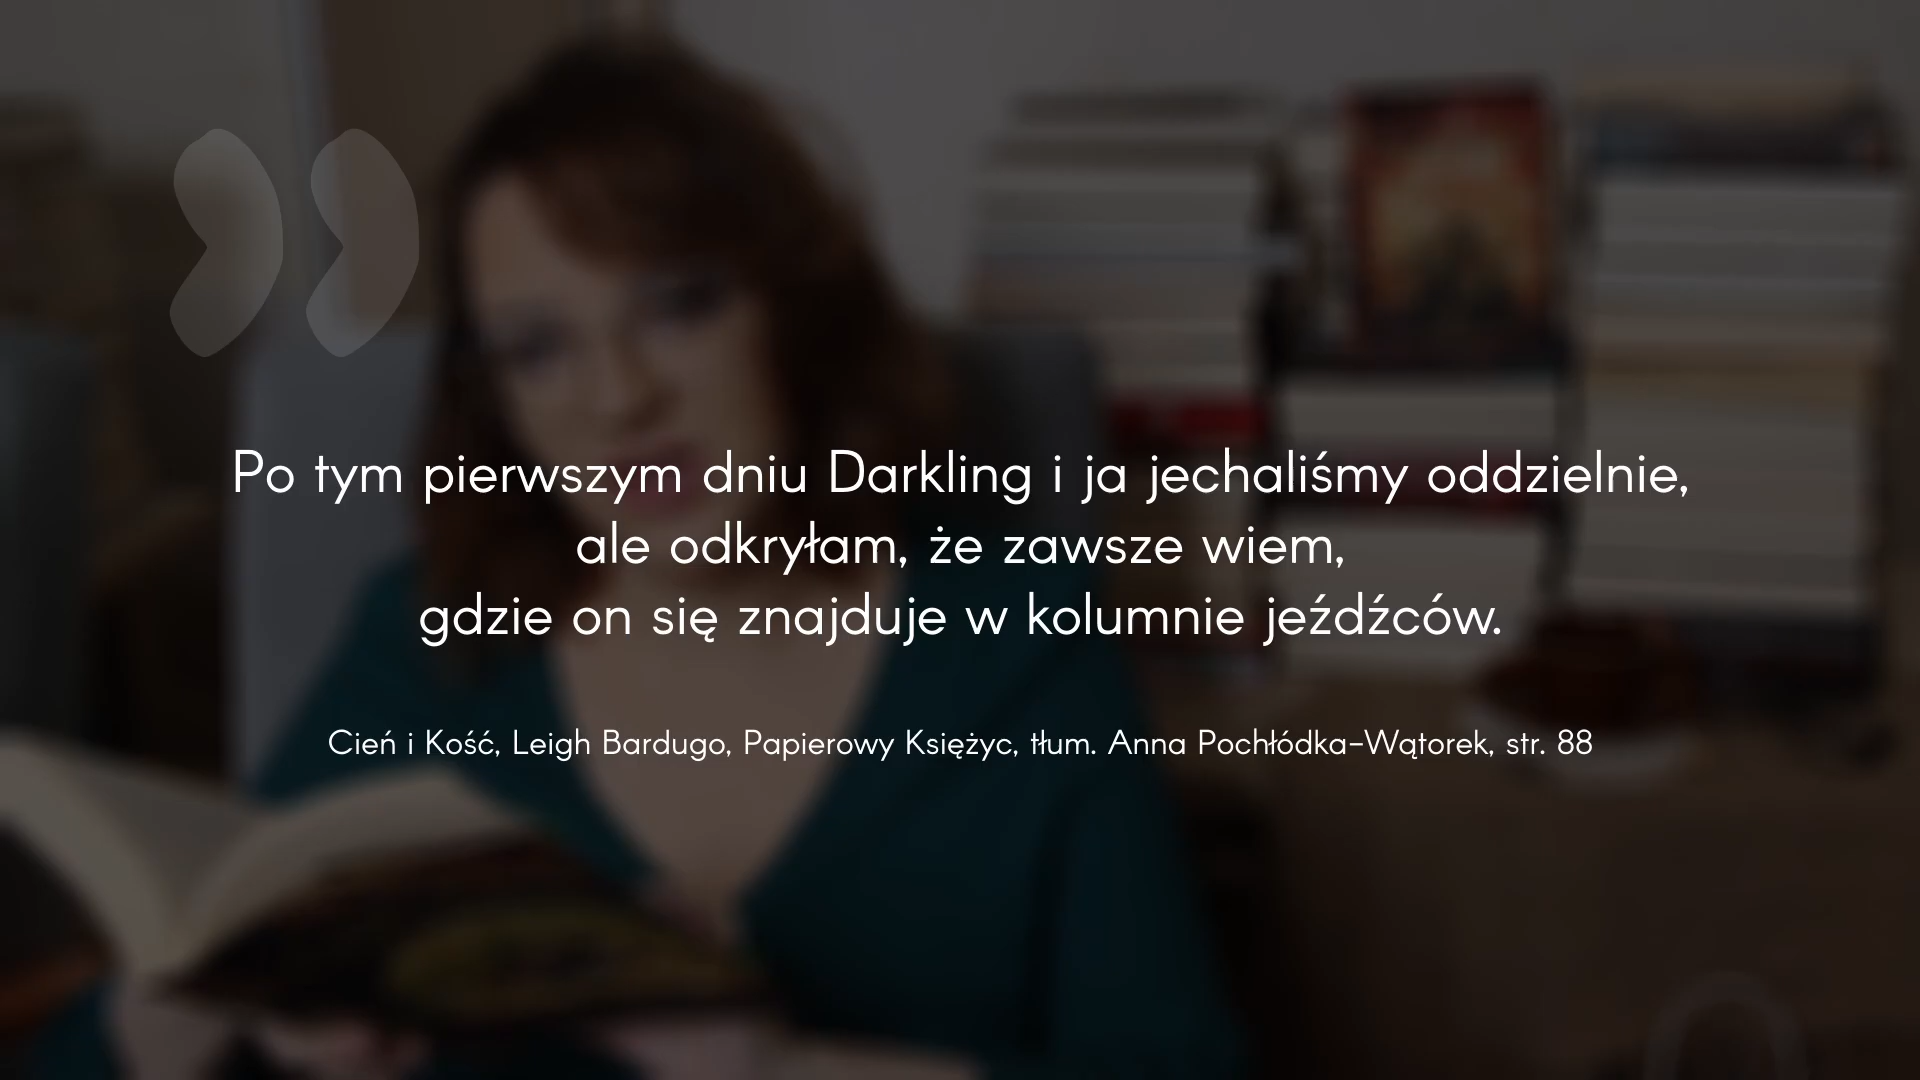 Po tym pierwszym dniu Darkling i ja jechaliśmy oddzielnie,
ale odkryłam, że zawsze wiem,
gdzie on się znajduje w kolumnie jeźdźców.
Cień i Kość, Leigh Bardugo, Papierowy Księżyc, tłum. Anna Pochłódka-Wątorek, str. 88